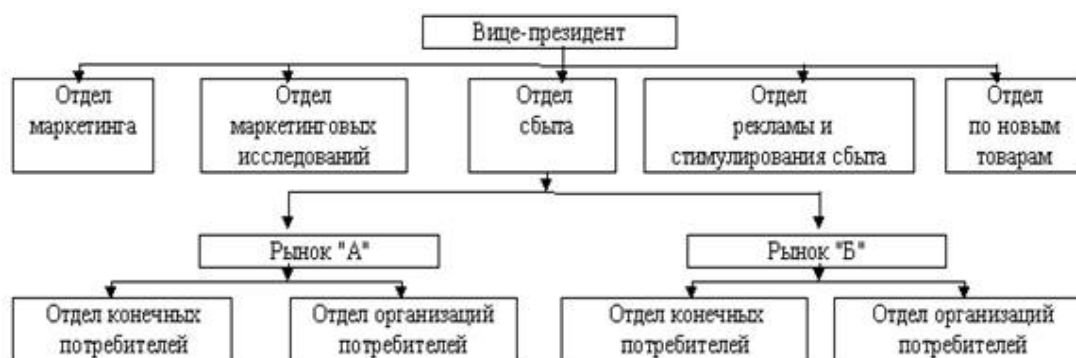 Вице-президент
Отдел
маркетинга
Отдел
маркетинговых
исследований
Отдел
сбыта
Отдел
рекламы и
стимулирования сбыта
Отдел
по новым
товарам
Рынок "А"
Рынок "Б"
Отдел конечных
потребителей
Отдел организаций
потребителей
Отдел конечных
потребителей
Отдел организаций
потребителей